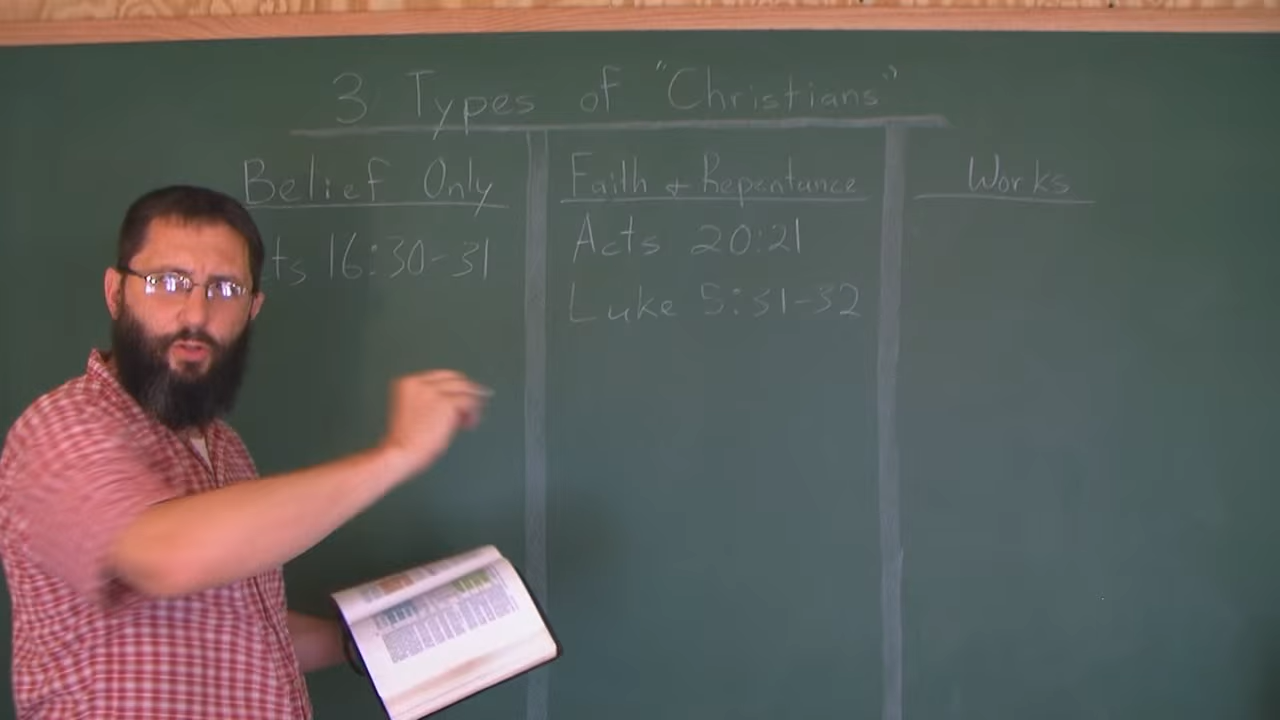 3 Types of "Christians"
Belief Only
ts 16:30-31
Faith & Repentance
Acts 20:21
Luke 5:31-32
Works